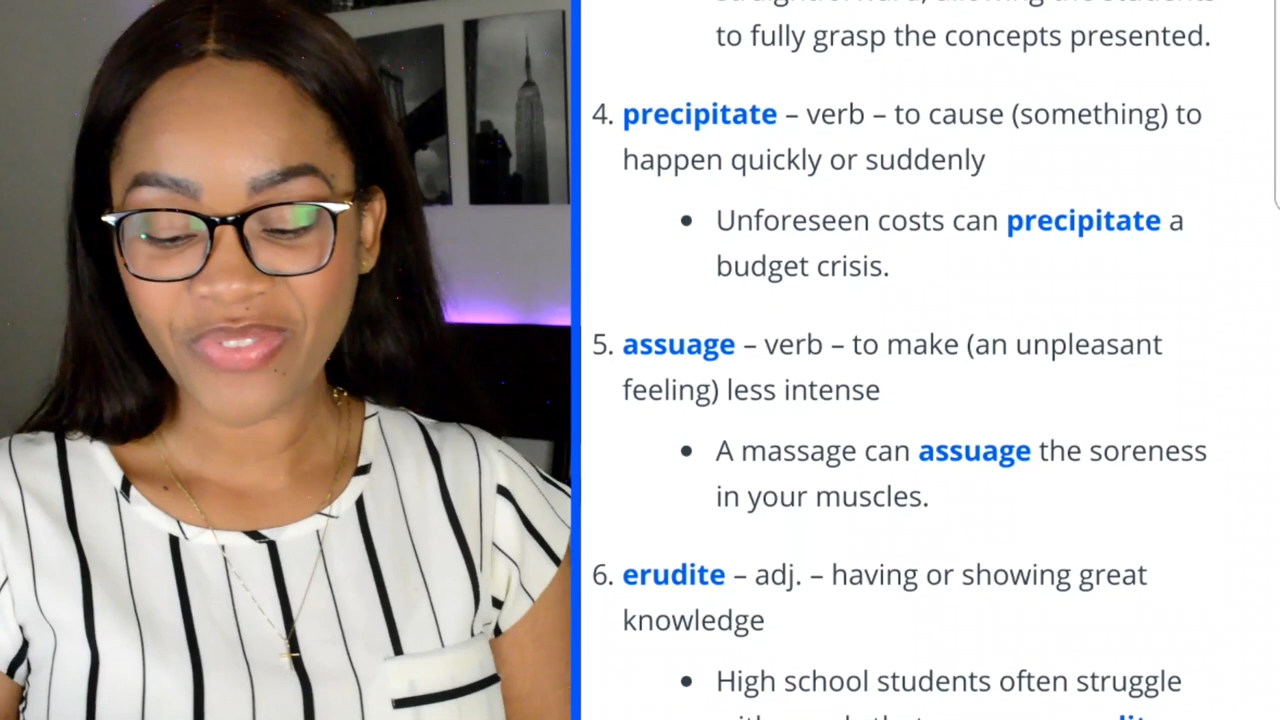 to fully grasp the concepts presented.
4. precipitate – verb – to cause (something) to
happen quickly or suddenly
• Unforeseen costs can precipitate a
budget crisis.
5. assuage – verb – to make (an unpleasant
feeling) less intense
• A massage can assuage the soreness
in your muscles.
6. erudite – adj. – having or showing great
knowledge
• High school students often struggle